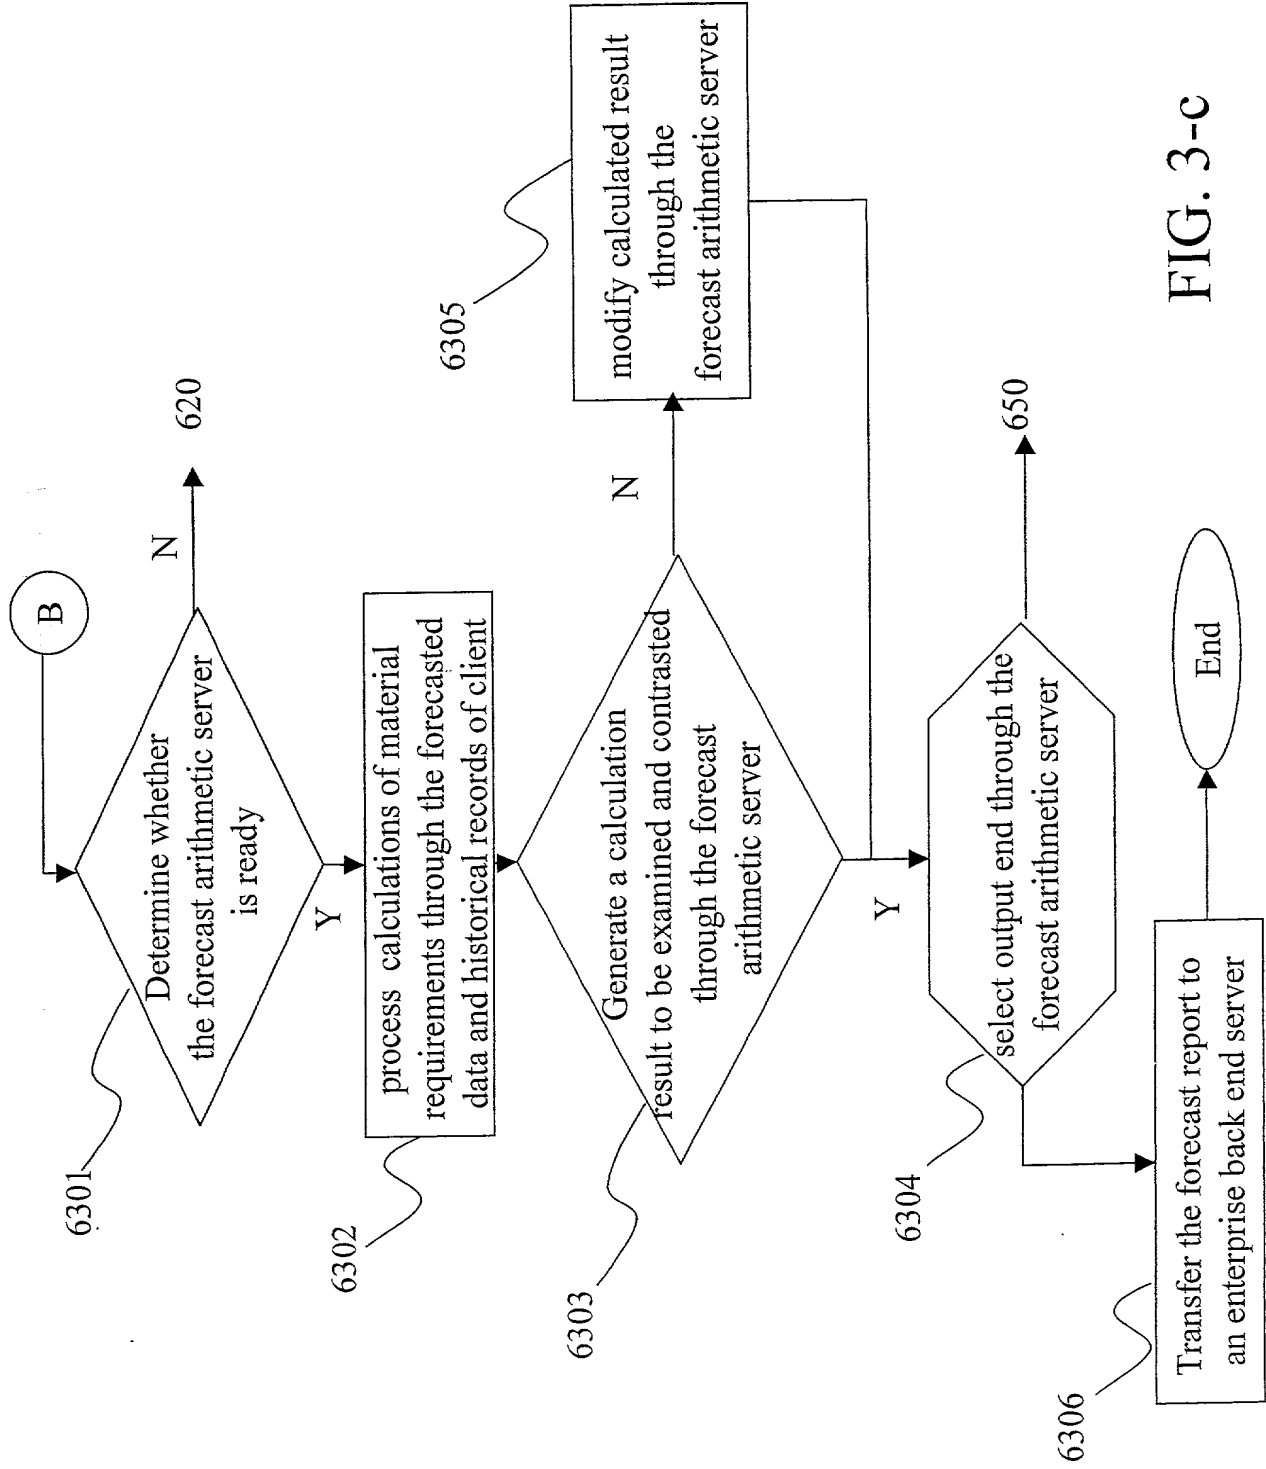 B
Determine whether
the forecast arithmetic server
is ready
6301
N
620
Y
process calculations of material
requirements through the forecasted
data and historical records of client
6302
Generate a calculation
result to be examined and contrasted
through the forecast
arithmetic server
6303
N
modify calculated result
through the
forecast arithmetic server
6305
Y
select output end through the
forecast arithmetic server
6304
650
Transfer the forecast report to
an enterprise back end server
6306
End
FIG. 3-c